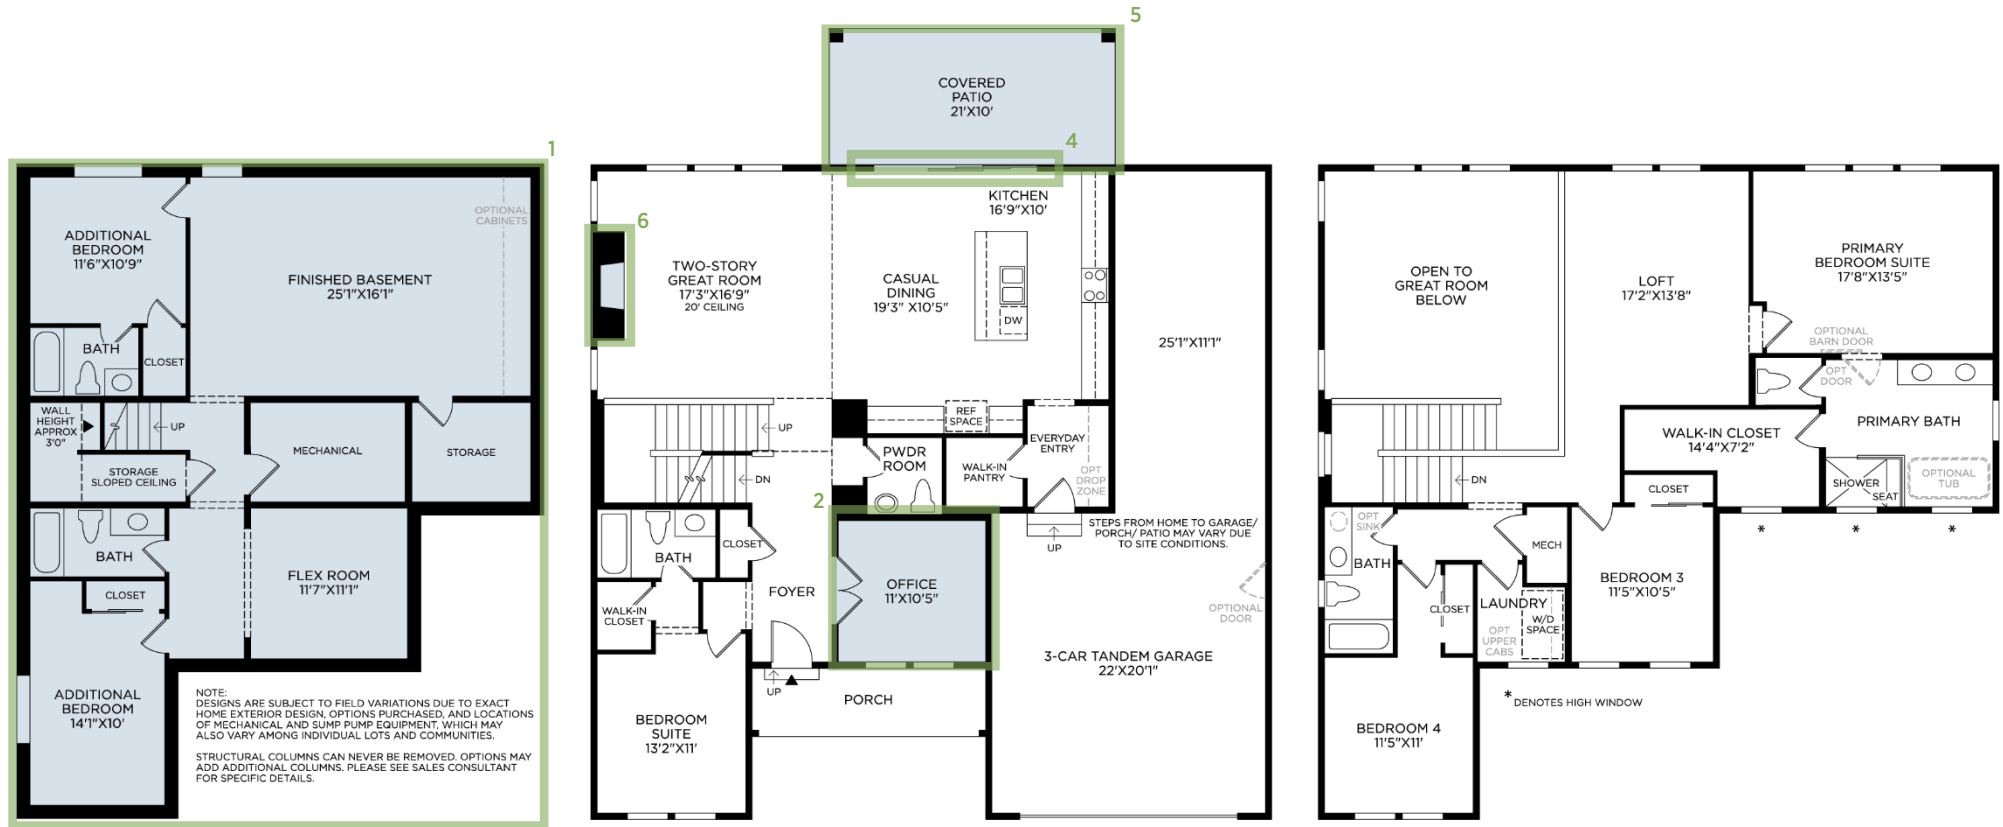 1
ADDITIONAL
BEDROOM
11'6"X10'9"
OPTIONAL
CABINETS
FINISHED BASEMENT
25'1"X16'1"
BATH
CLOSET
WALL
HEIGHT
APPROX
3'0"
UP
STORAGE
SLOPED CEILING
MECHANICAL
STORAGE
BATH
CLOSET
FLEX ROOM
11'7"X11'1"
ADDITIONAL
BEDROOM
14'1"X10'
NOTE:
DESIGNS ARE SUBJECT TO FIELD VARIATIONS DUE TO EXACT
HOME EXTERIOR DESIGN, OPTIONS PURCHASED, AND LOCATIONS
OF MECHANICAL AND SUMP PUMP EQUIPMENT, WHICH MAY
ALSO VARY AMONG INDIVIDUAL LOTS AND COMMUNITIES.
STRUCTURAL COLUMNS CAN NEVER BE REMOVED. OPTIONS MAY
ADD ADDITIONAL COLUMNS. PLEASE SEE SALES CONSULTANT
FOR SPECIFIC DETAILS.
5
COVERED
PATIO
21'X10'
4
KITCHEN
16'9"X10'
6
TWO-STORY
GREAT ROOM
17'3"X16'9"
20' CEILING
CASUAL
DINING
19'3" X10'5"
DW
25'1"X11'1"
REF
SPACE
UP
EVERYDAY
ENTRY
PWDR
ROOM
WALK-IN
PANTRY
OPT
DROP
ZONE
DN
2
UP
STEPS FROM HOME TO GARAGE/
PORCH/ PATIO MAY VARY DUE
TO SITE CONDITIONS.
BATH
CLOSET
FOYER
OFFICE
11'X10'5"
WALK-IN
CLOSET
OPTIONAL
DOOR
3-CAR TANDEM GARAGE
22'X20'1"
UP
PORCH
BEDROOM
SUITE
13'2"X11'
OPEN TO
GREAT ROOM
BELOW
LOFT
17'2"X13'8"
PRIMARY
BEDROOM SUITE
17'8"X13'5"
OPTIONAL
BARN DOOR
OPT
DOOR
PRIMARY BATH
WALK-IN CLOSET
14'4"X7'2"
DN
CLOSET
SHOWER
SEAT
OPTIONAL
TUB
* * *
OPT
SINK
BATH
MECH
BEDROOM 3
11'5"X10'5"
CLOSET
LAUNDRY
W/D
SPACE
OPT
UPPER
CABS
* DENOTES HIGH WINDOW
BEDROOM 4
11'5"X11'